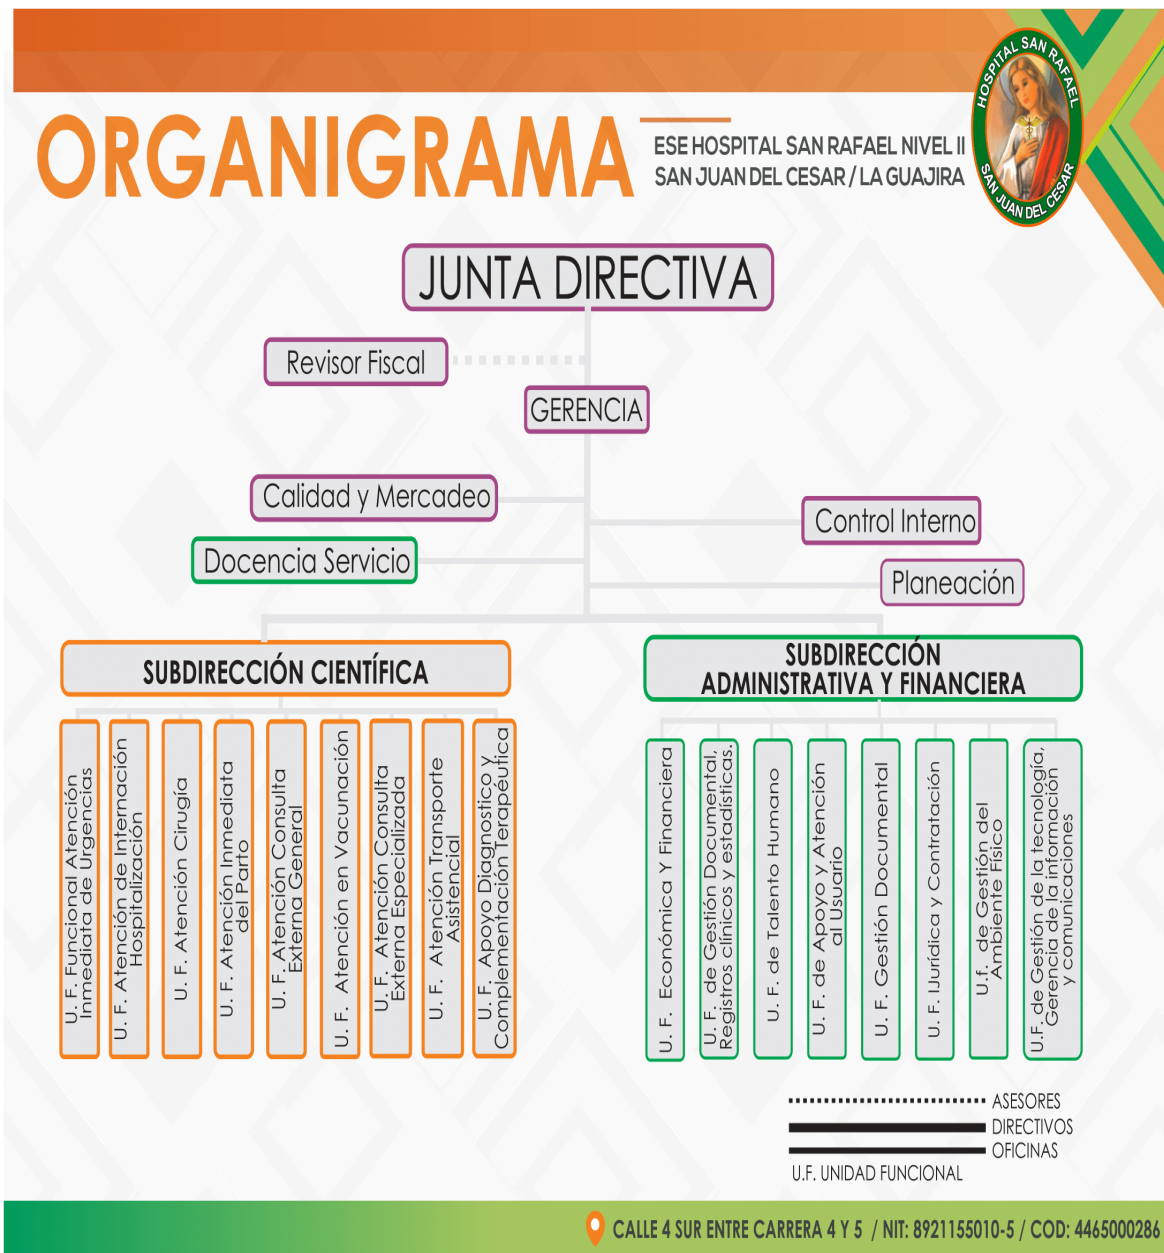 HOSPITAL SAN RAFAEL
SAN JUAN DEL CESAR
ORGANIGRAMA
ESE HOSPITAL SAN RAFAEL NIVEL II
SAN JUAN DEL CESAR / LA GUAJIRA
JUNTA DIRECTIVA
Revisor Fiscal
GERENCIA
Calidad y Mercadeo
Control Interno
Docencia Servicio
Planeación
SUBDIRECCIÓN CIENTÍFICA
SUBDIRECCIÓN
ADMINISTRATIVA Y FINANCIERA
U. F. Funcional Atención
Inmediata de Urgencias
U. F. Atención de Internación
Hospitalización
U. F. Atención Cirugía
U. F. Atención Inmediata
del Parto
U. F. Atención Consulta
Externa General
U. F. Atención en Vacunación
U. F. Atención Consulta
Externa Especializada
U. F. Atención Transporte
Asistencial
U. F. Apoyo Diagnostico y
Complementación Terapéutica
U. F. Económica Y Financiera
U. F. de Gestión Documental,
Registros clínicos y estadísticas.
U. F. de Talento Humano
U. F. de Apoyo y Atención
al Usuario
U. F. Gestión Documental
U. F. IJurídica y Contratación
U.f. de Gestión del
Ambiente Físico
U.F. de Gestión de la tecnología,
Gerencia de la información
y comunicaciones
ASESORES
DIRECTIVOS
OFICINAS
U.F. UNIDAD FUNCIONAL
CALLE 4 SUR ENTRE CARRERA 4 Y 5 / NIT: 8921155010-5 / COD: 4465000286